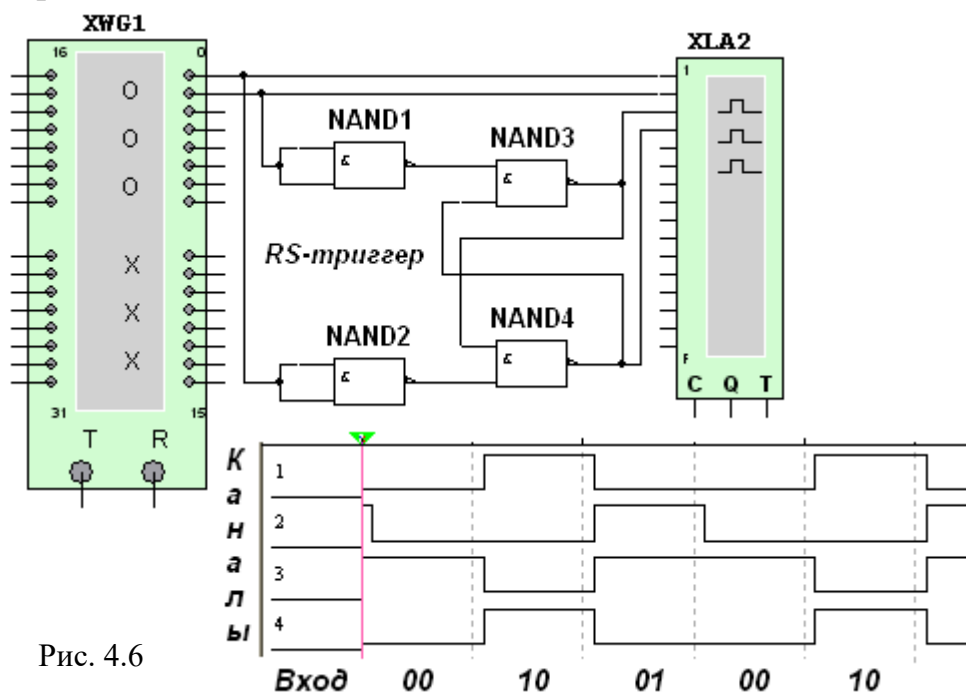 XWG1
XLA2
16
0
1
O
O
O
NAND1
NAND3
&
&
RS-триггер
X
X
X
NAND2
NAND4
&
&
F
C Q T
31
15
T
R
Каналы
1
2
3
4
Рис. 4.6
Вход 00 10 01 00 10